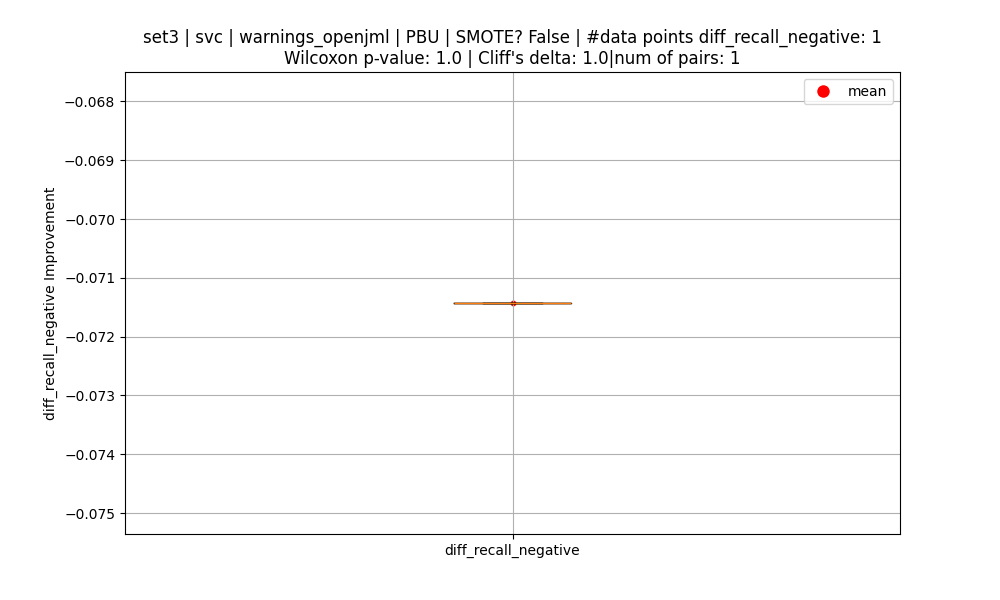 set3 | svc | warnings_openjml | PBU | SMOTE? False | #data points diff_recall_negative: 1
Wilcoxon p-value: 1.0 | Cliff's delta: 1.0|num of pairs: 1
mean
−0.068
−0.069
−0.070
−0.071
−0.072
−0.073
−0.074
−0.075
diff_recall_negative Improvement
diff_recall_negative